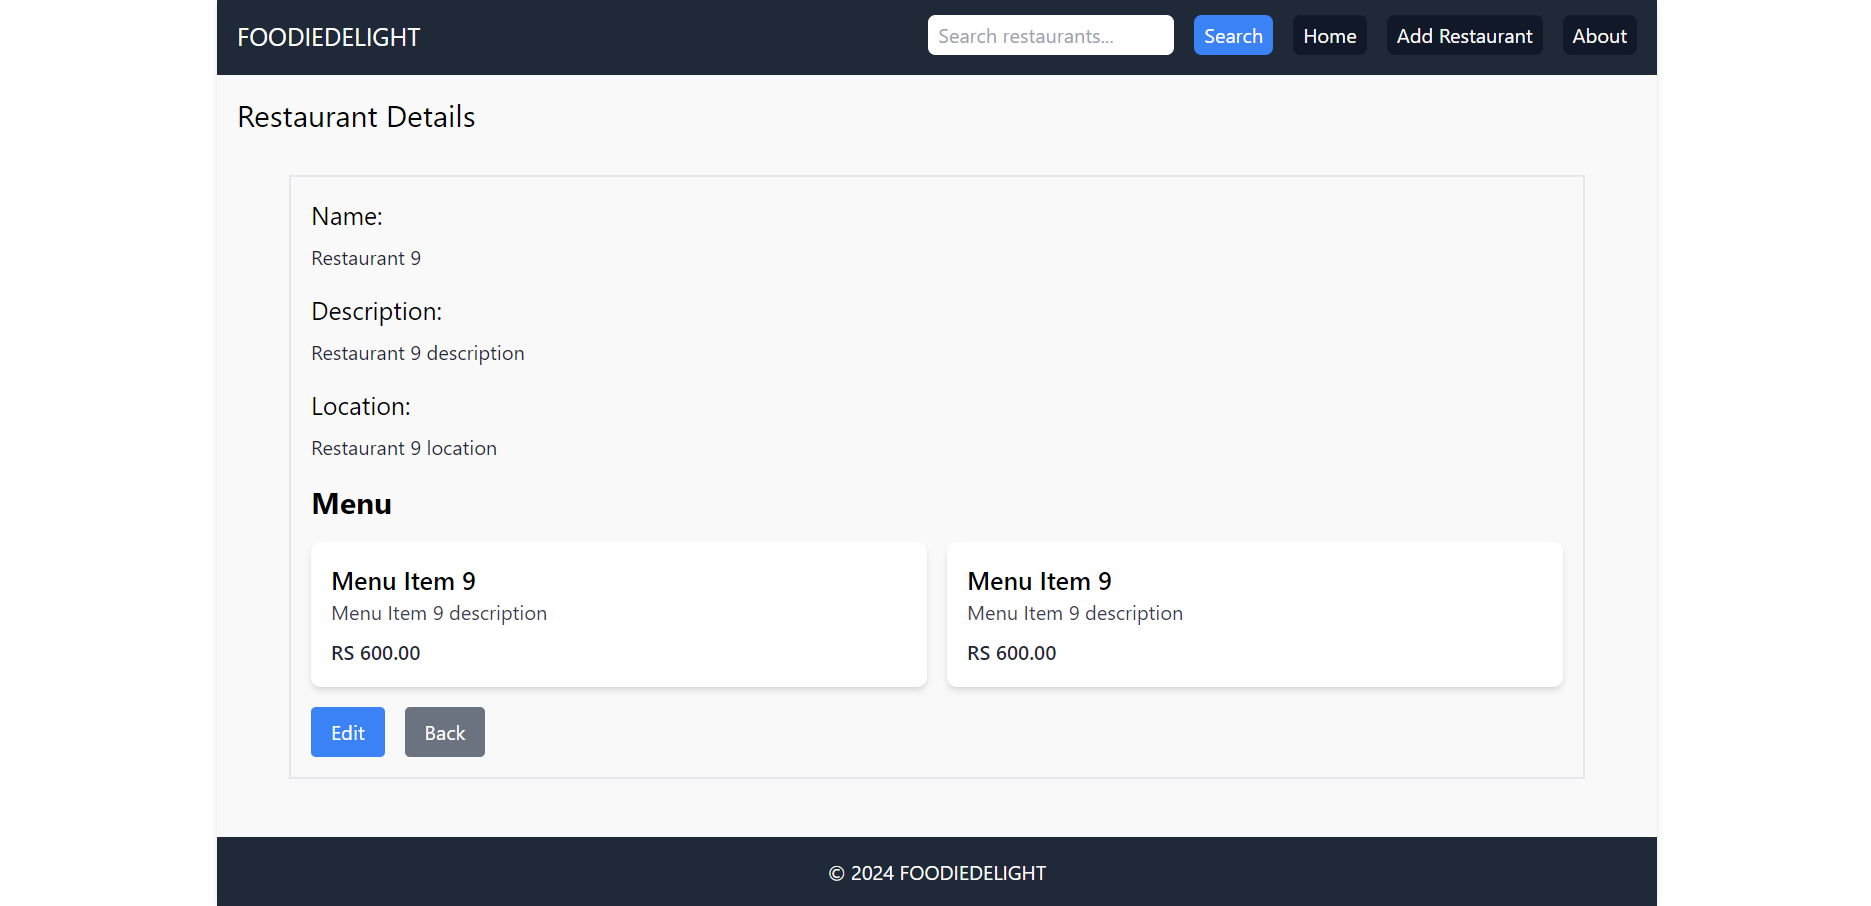 FOODIEDELIGHT
Search restaurants...
Search
Home
Add Restaurant
About
Restaurant Details
Name:
Restaurant 9
Description:
Restaurant 9 description
Location:
Restaurant 9 location
Menu
Menu Item 9
Menu Item 9 description
RS 600.00
Menu Item 9
Menu Item 9 description
RS 600.00
Edit
Back
© 2024 FOODIEDELIGHT